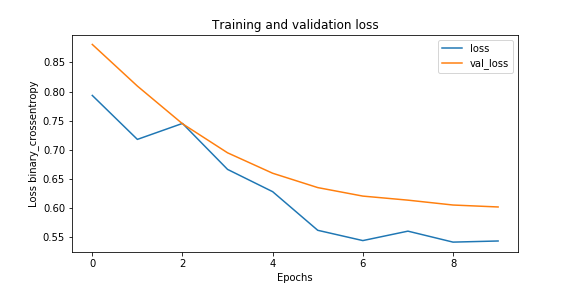 Training and validation loss
loss
val_loss
Loss binary_crossentropy
0.85
0.80
0.75
0.70
0.65
0.60
0.55
0 2 4 6 8
Epochs